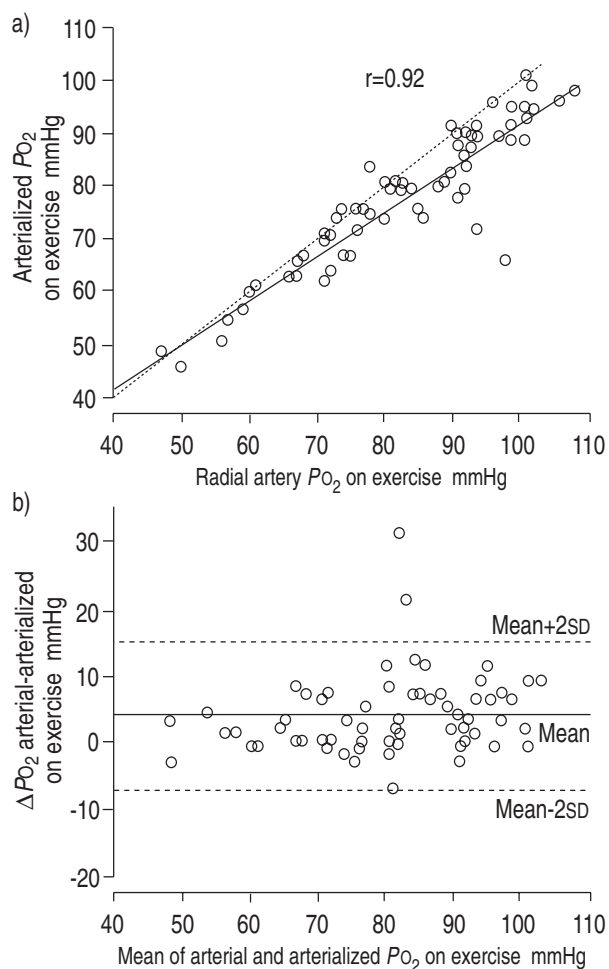 a)
110
100
90
80
70
60
50
40
Arterialized PO₂
on exercise mmHg
r=0.92
40 50 60 70 80 90 100 110
Radial artery PO₂ on exercise mmHg
b)
30
20
10
0
-10
-20
ΔPO₂ arterial-arterialized
on exercise mmHg
Mean+2SD
Mean
Mean-2SD
40 50 60 70 80 90 100 110
Mean of arterial and arterialized PO₂ on exercise mmHg